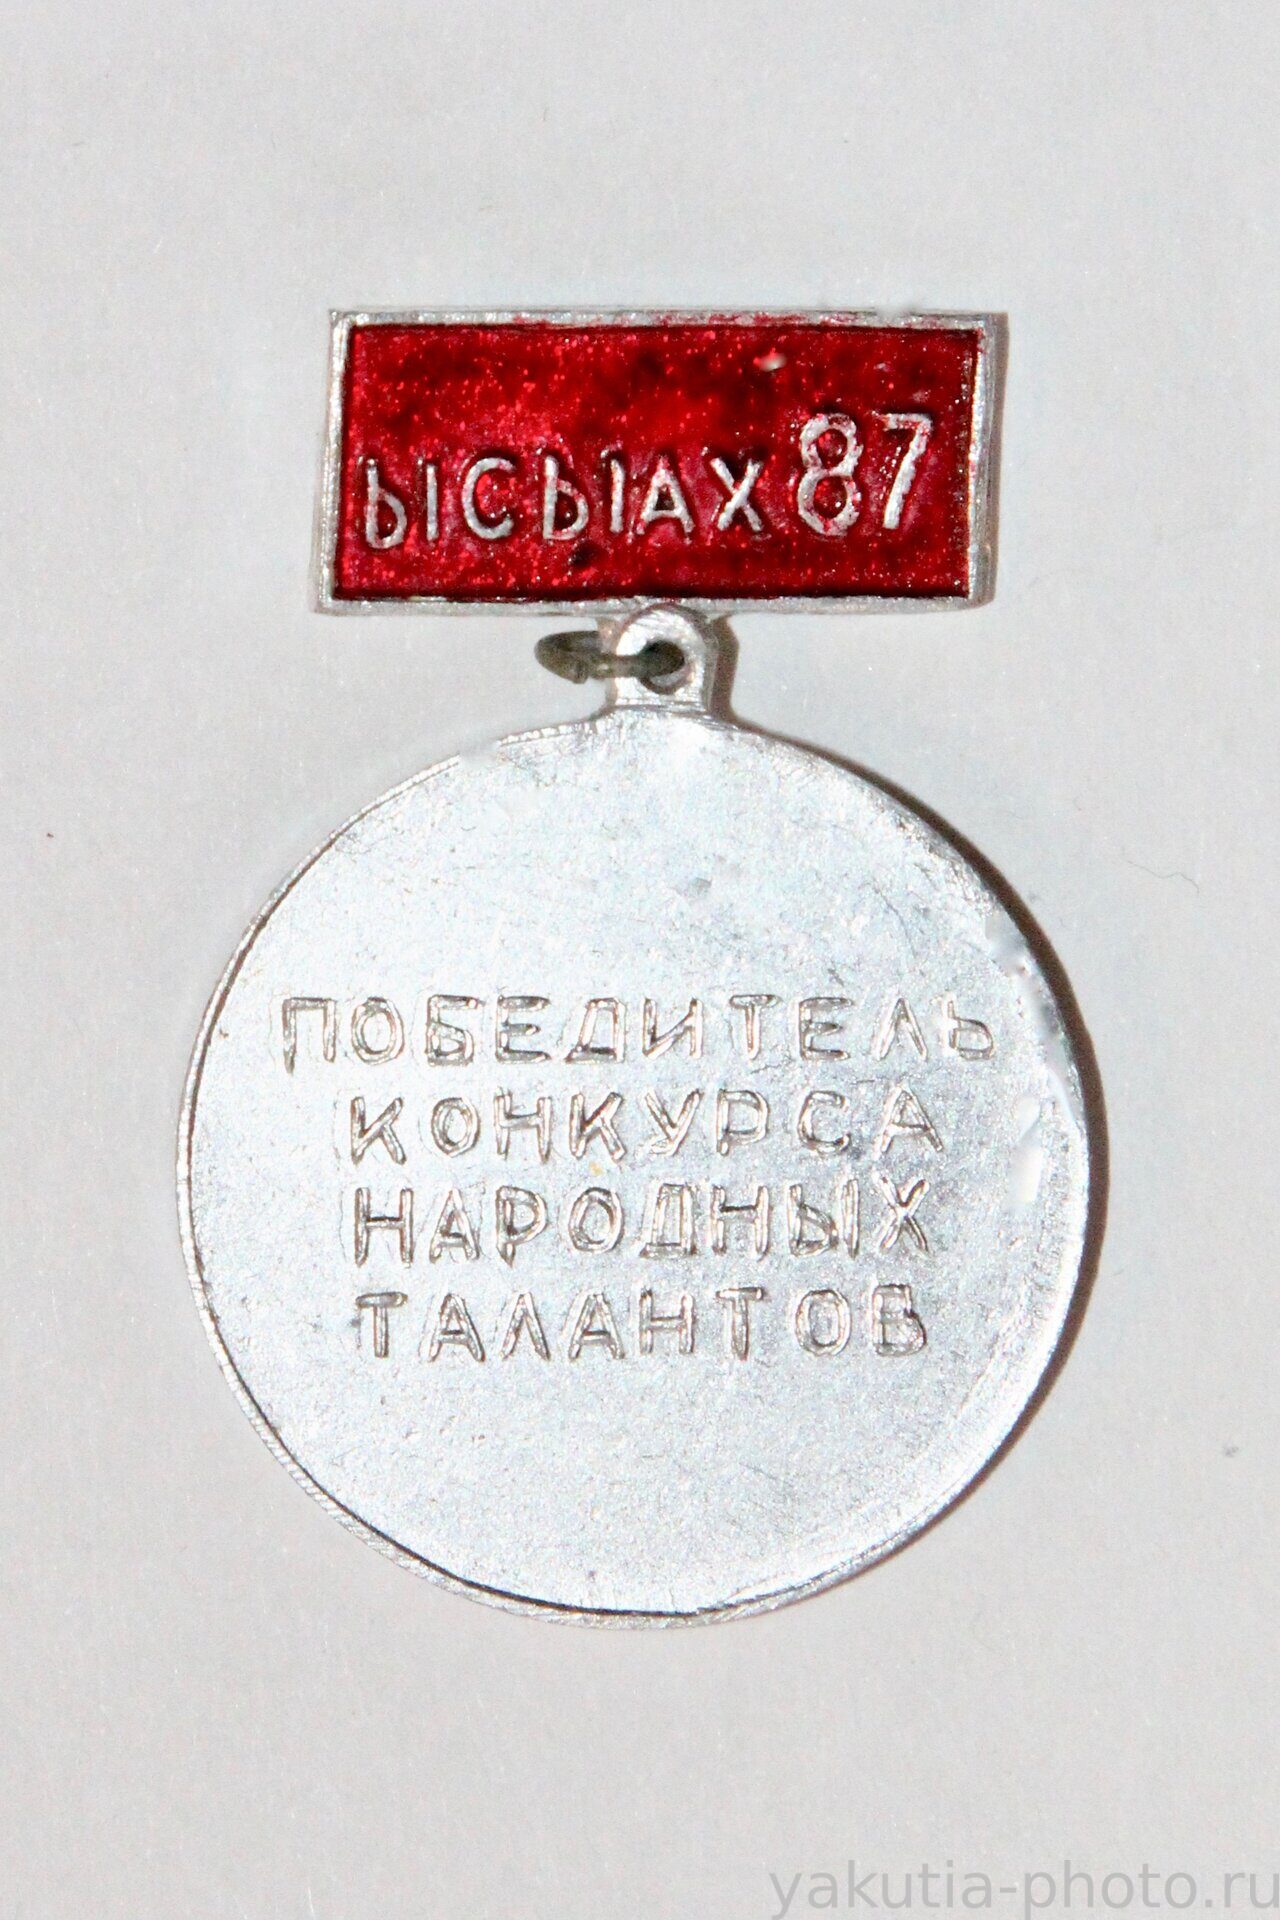 ЫСЫАХ 87
ПОБЕДИТЕЛЬ
КОНКУРСА
НАРОДНЫХ
ТАЛАНТОВ
yakutia-photo.ru